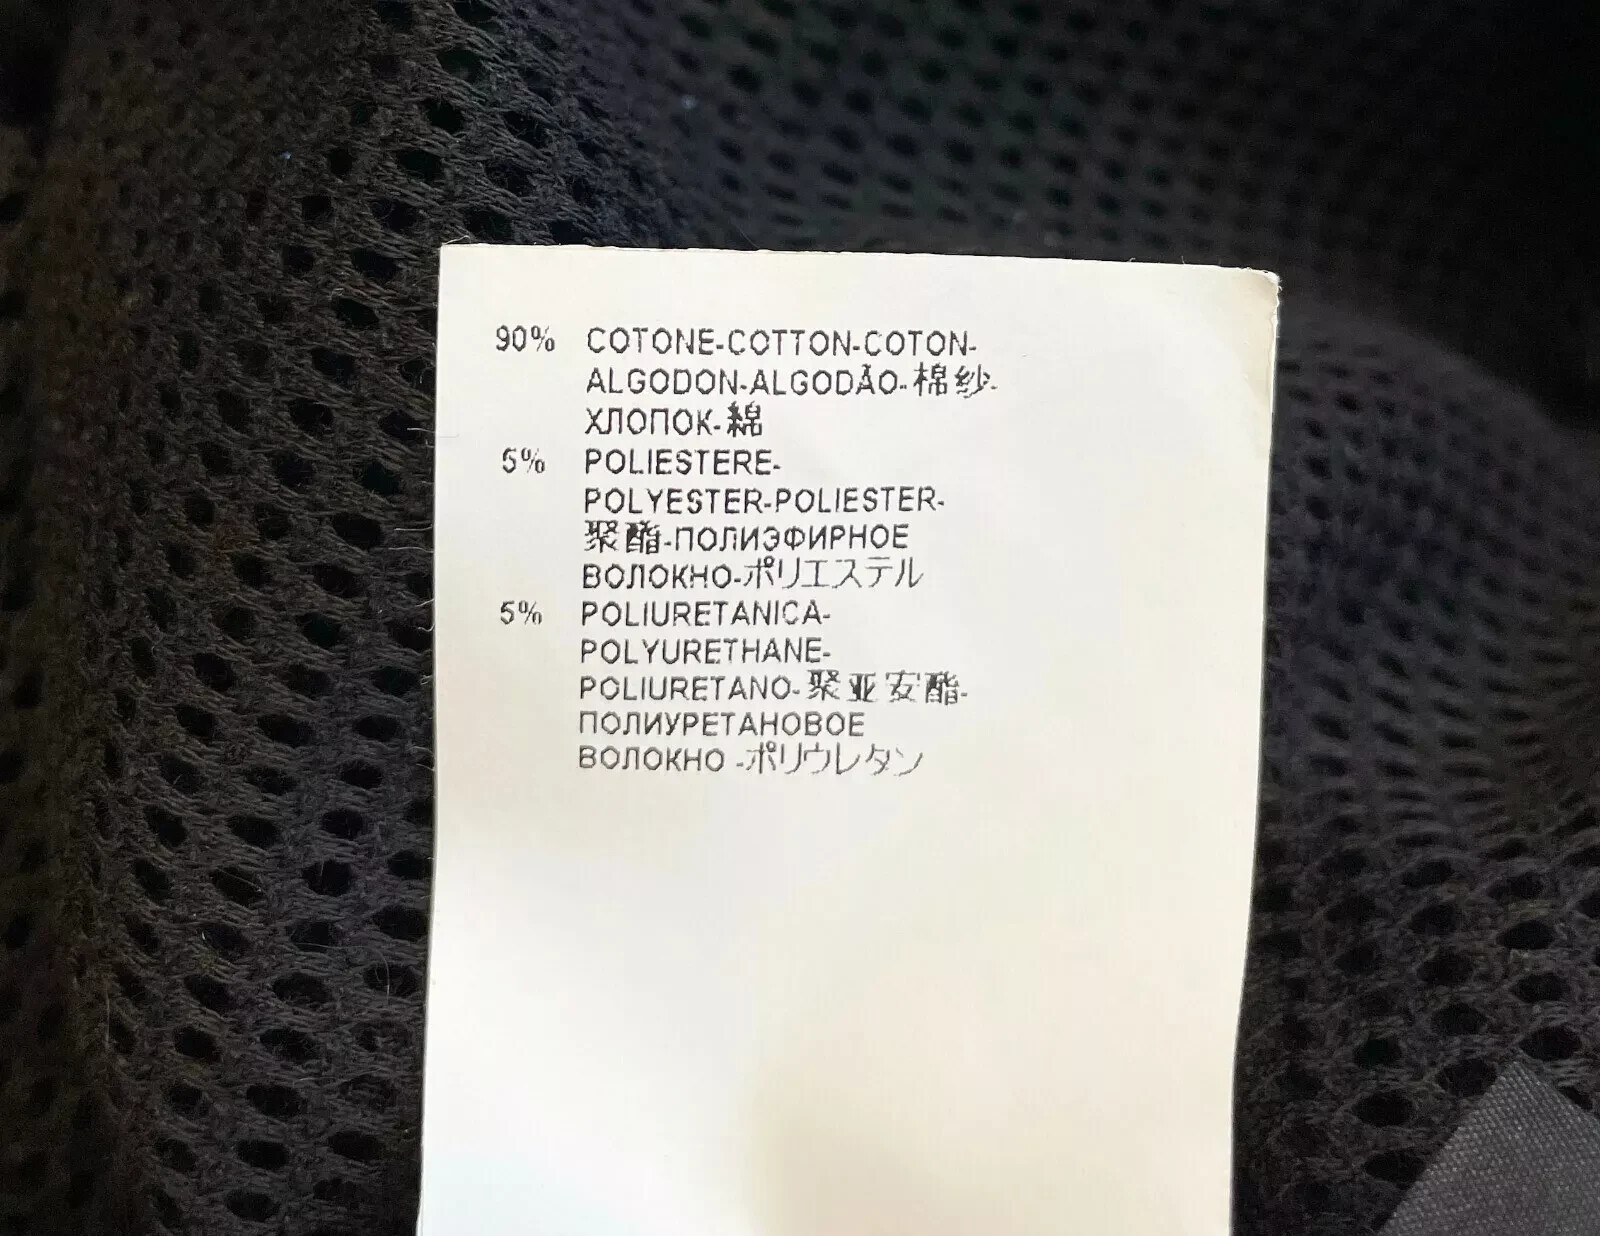 90% COTONE-COTTON-COTON-
ALGODON-ALGODÃO-棉纱-
ХЛОПОК-綿
5% POLIESTERE-
POLYESTER-POLIESTER-
聚酯-ПОЛИЭФИРНОЕ
ВОЛОКНО-ポリエステル
5% POLIURETANICA-
POLYURETHANE-
POLIURETANO-聚亚安酯-
ПОЛИУРЕТАНОВОЕ
ВОЛОКНО -ポリウレタン